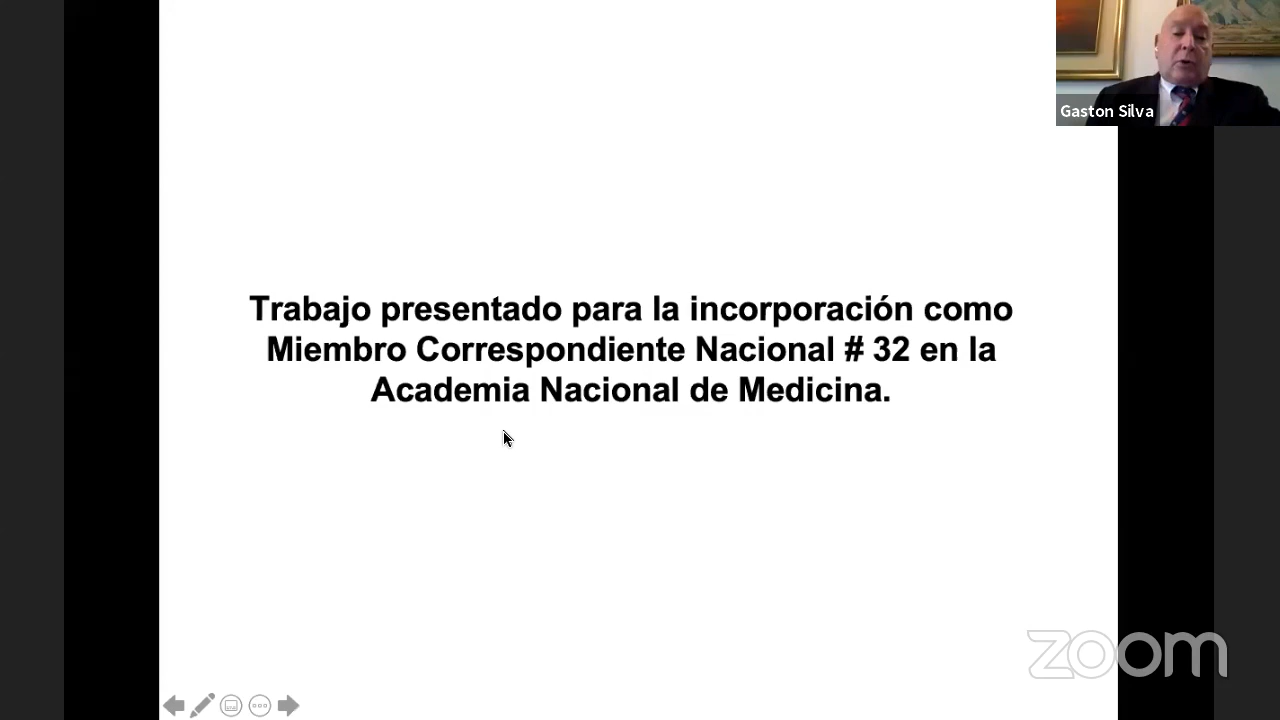 Gaston Silva
Trabajo presentado para la incorporación como
Miembro Correspondiente Nacional # 32 en la
Academia Nacional de Medicina.
zoom